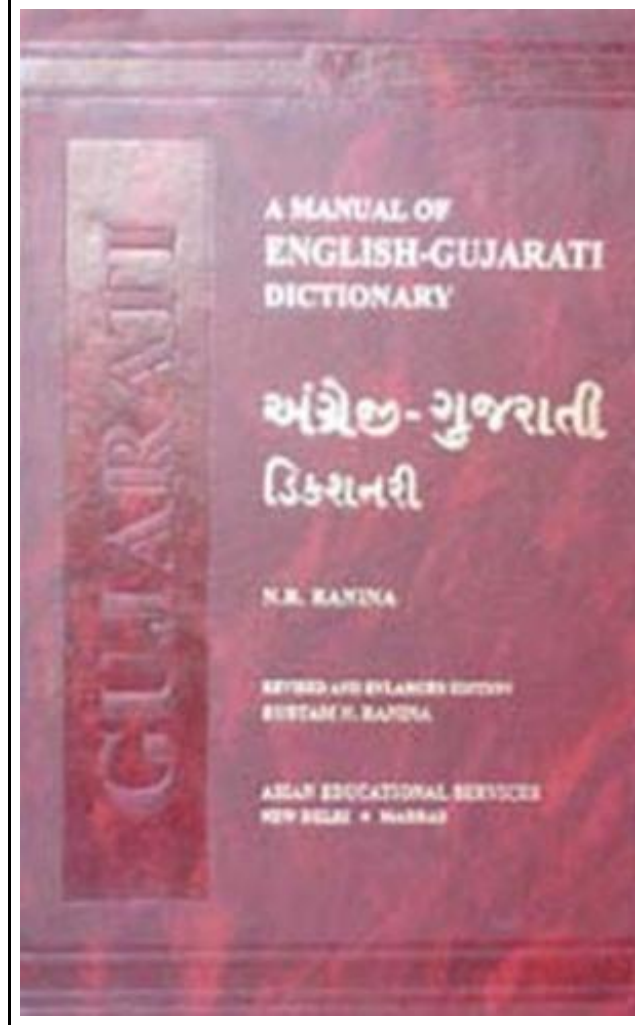 GUJARATI
A MANUAL OF
ENGLISH-GUJARATI
DICTIONARY
અંગ્રેજી-ગુજરાતી
ડિકશનરી
N.R. RANINA
REVISED AND ENLARGED EDITION
RUSTAM N. RANINA
ASIAN EDUCATIONAL SERVICES
NEW DELHI * MADRAS